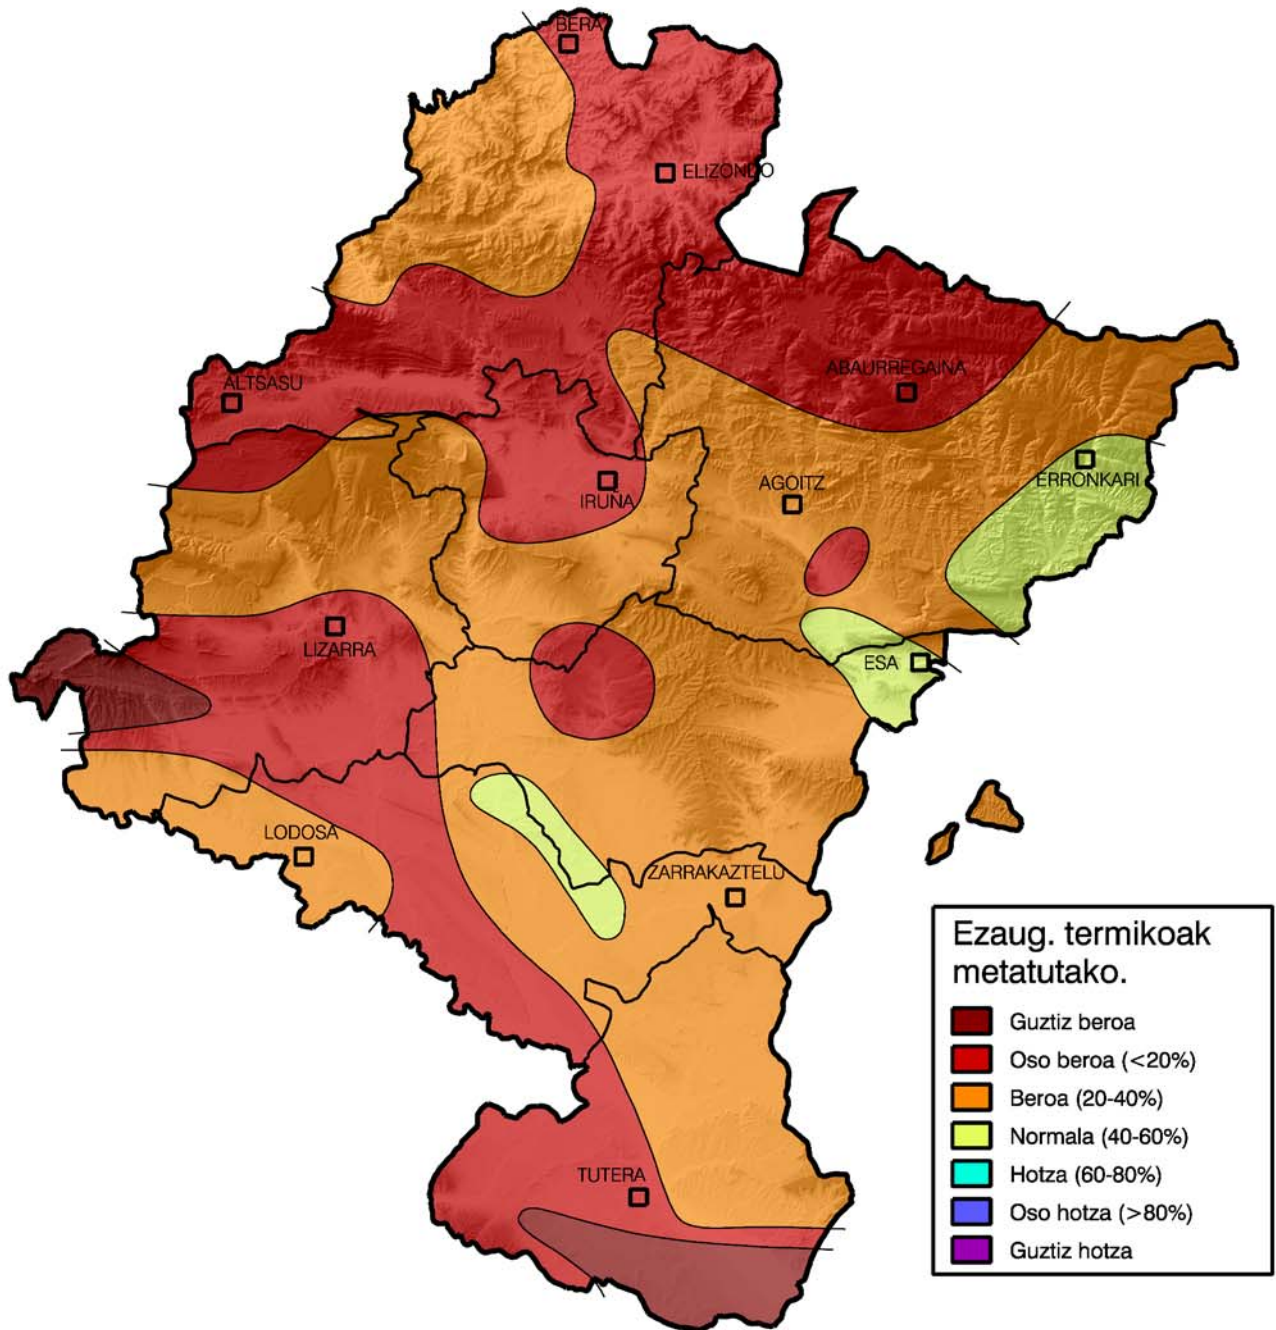 BERA
ELIZONDO
ABAURREGAINA
ALTSASU
ERRONKARI
AGOITZ
IRUÑA
LIZARRA
ESA
LODOSA
ZARRAKAZTELU
TUTERA
Ezaug. termikoak
metatutako.
Guztiz beroa
Oso beroa (<20%)
Beroa (20-40%)
Normala (40-60%)
Hotza (60-80%)
Oso hotza (>80%)
Guztiz hotza